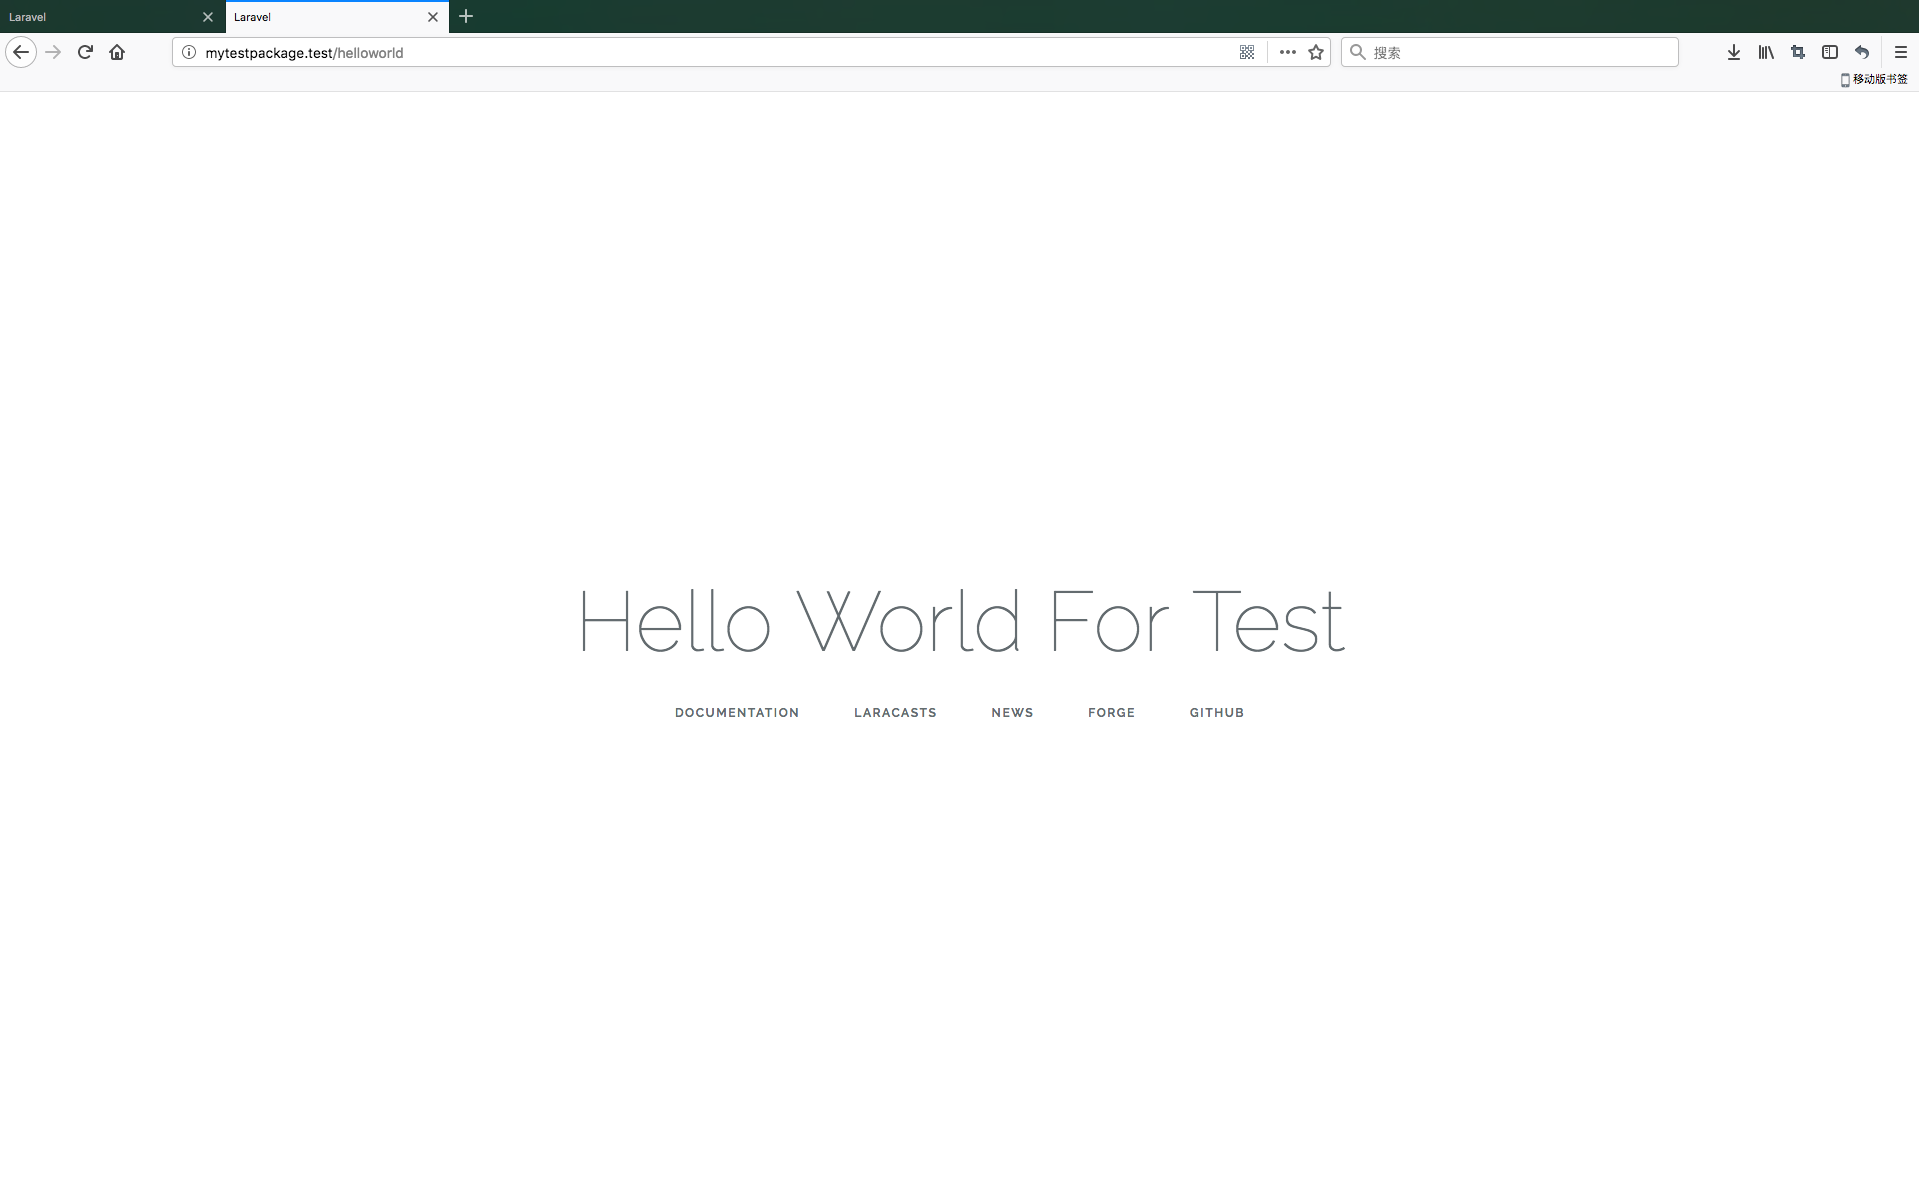 Laravel
Laravel
mytestpackage.test/helloworld
搜索
移动版书签
Hello World For Test
DOCUMENTATION LARACASTS NEWS FORGE GITHUB